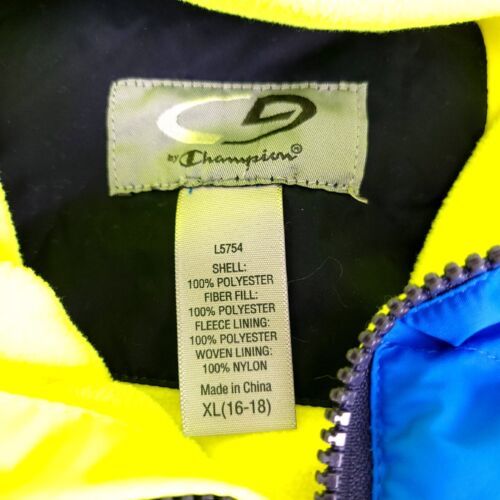 C9
by Champion®
L5754
SHELL:
100% POLYESTER
FIBER FILL:
100% POLYESTER
FLEECE LINING:
100% POLYESTER
WOVEN LINING:
100% NYLON
Made in China
XL(16-18)